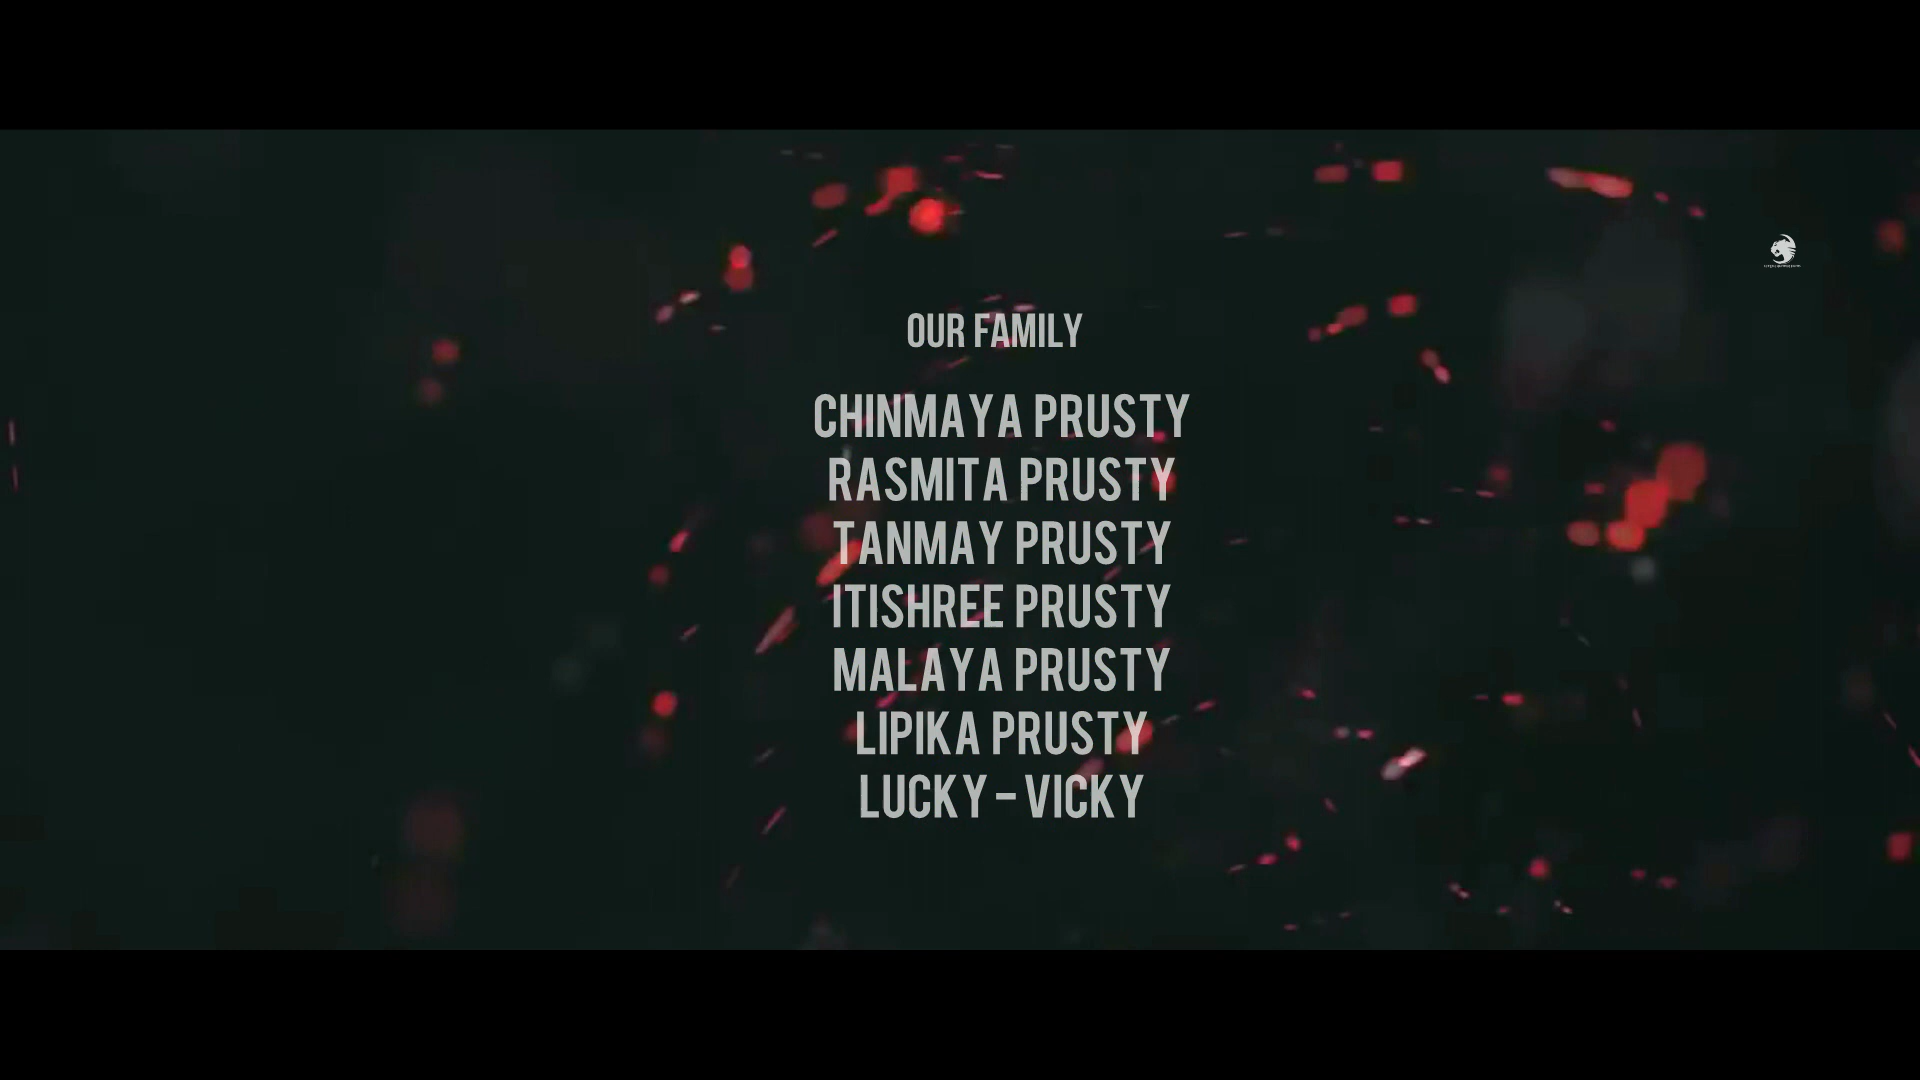 OUR FAMILY
CHINMAYA PRUSTY
RASMITA PRUSTY
TANMAY PRUSTY
ITISHREE PRUSTY
MALAYA PRUSTY
LIPIKA PRUSTY
LUCKY - VICKY